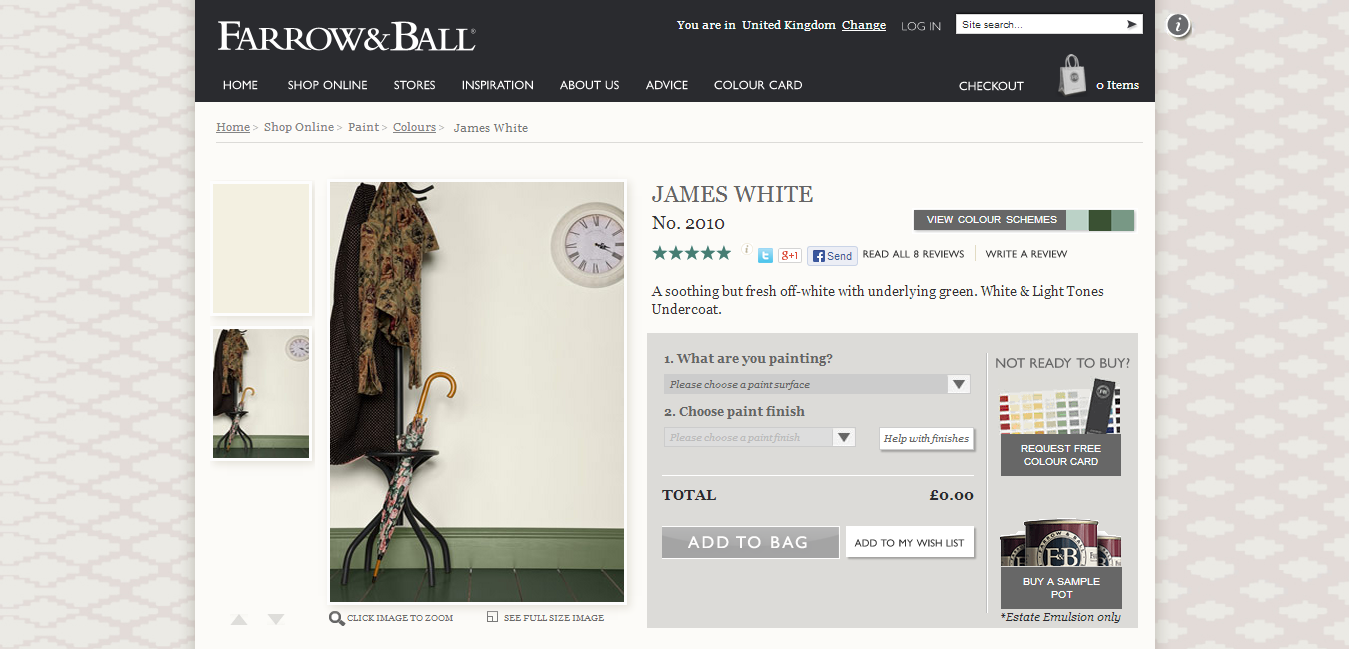 FARROW&BALL®
You are in United Kingdom Change
LOG IN
Site search...
HOME
SHOP ONLINE
STORES
INSPIRATION
ABOUT US
ADVICE
COLOUR CARD
CHECKOUT
0 Items
Home > Shop Online > Paint > Colours > James White
JAMES WHITE
No. 2010
VIEW COLOUR SCHEMES
g+1
Send
READ ALL 8 REVIEWS
WRITE A REVIEW
A soothing but fresh off-white with underlying green. White & Light Tones
Undercoat.
1. What are you painting?
Please choose a paint surface
2. Choose paint finish
Please choose a paint finish
Help with finishes
TOTAL
£0.00
ADD TO BAG
ADD TO MY WISH LIST
NOT READY TO BUY?
REQUEST FREE
COLOUR CARD
FARROW & BALL
F&B
BUY A SAMPLE
POT
*Estate Emulsion only
CLICK IMAGE TO ZOOM
SEE FULL SIZE IMAGE